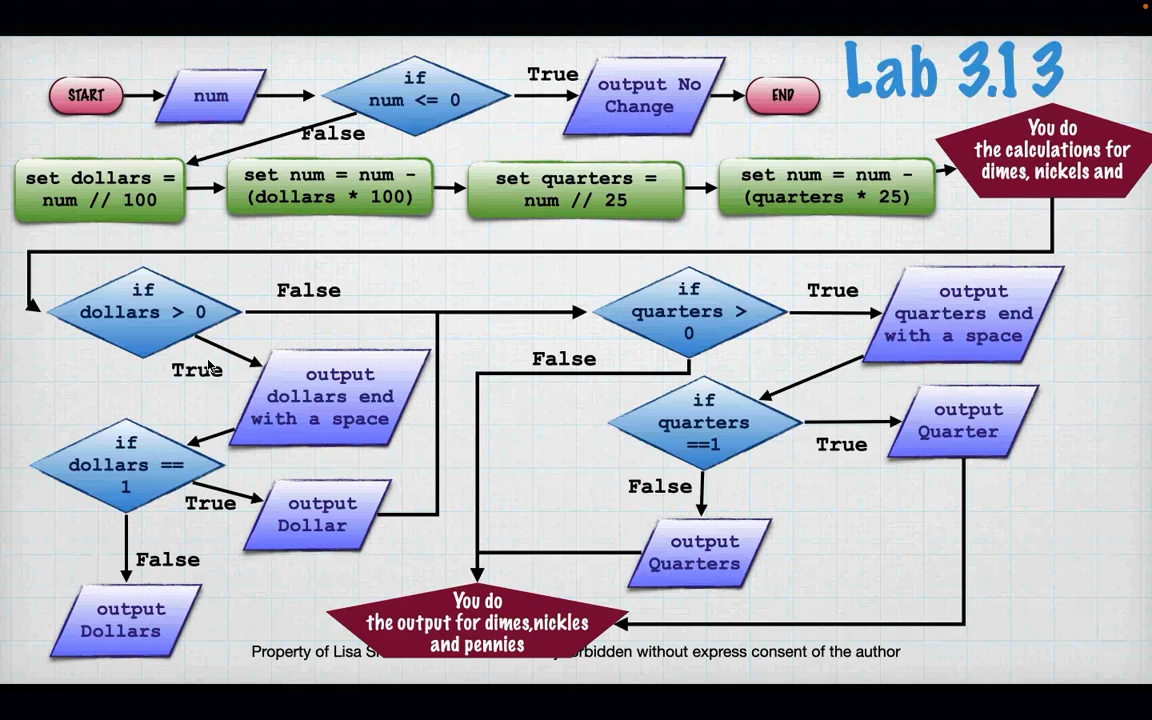 Lab 3.13
START
num
if
num <= 0
True
output No
Change
END
False
set dollars =
num // 100
set num = num -
(dollars * 100)
set quarters =
num // 25
set num = num -
(quarters * 25)
You do
the calculations for
dimes, nickels and
if
dollars > 0
False
True
output
dollars end
with a space
if
dollars ==
1
True
output
Dollar
False
output
Dollars
if
quarters >
0
True
output
quarters end
with a space
False
if
quarters
==1
True
output
Quarter
False
output
Quarters
You do
the output for dimes,nickles
and pennies
Property of Lisa without express consent of the author